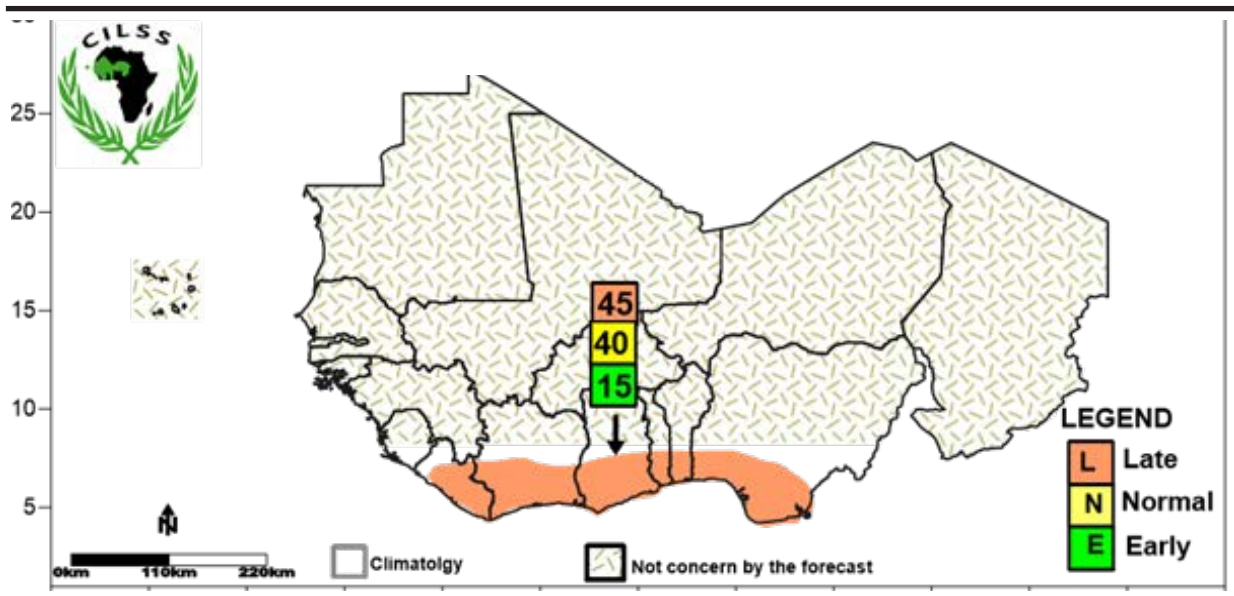 CILSS
25
20
15
10
5
45
40
15
N
0km 110km 220km
Climatolgy
Not concern by the forecast
LEGEND
L Late
N Normal
E Early